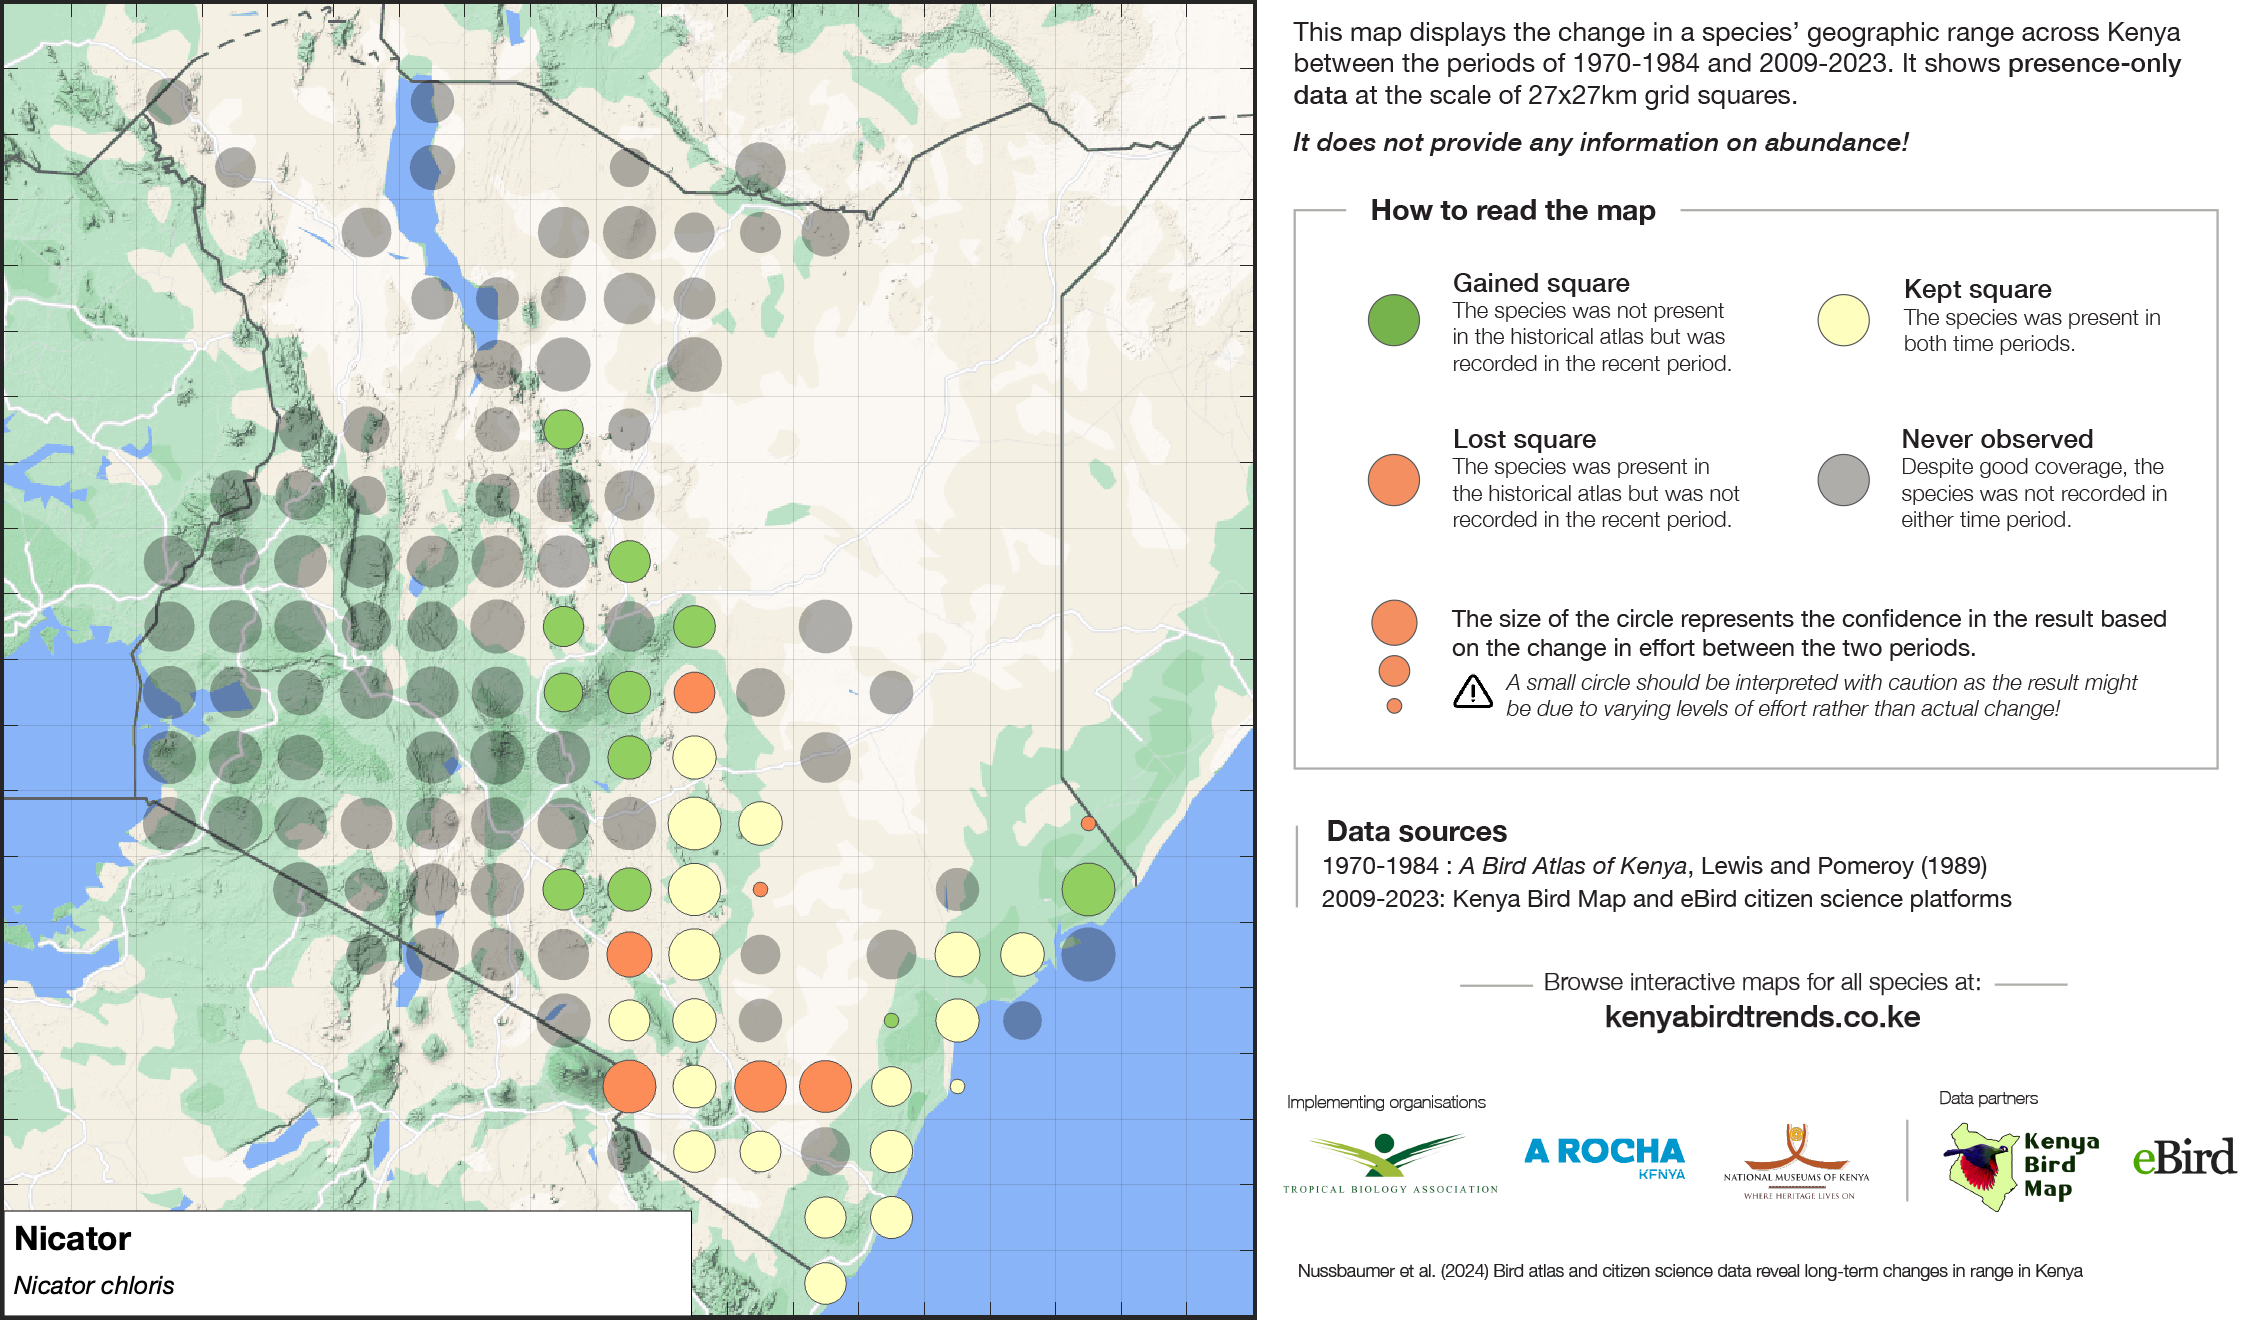 This map displays the change in a species’ geographic range across Kenya
between the periods of 1970-1984 and 2009-2023. It shows presence-only
data at the scale of 27x27km grid squares.
It does not provide any information on abundance!
How to read the map
Gained square
The species was not present
in the historical atlas but was
recorded in the recent period.
Kept square
The species was present in
both time periods.
Lost square
The species was present in
the historical atlas but was not
recorded in the recent period.
Never observed
Despite good coverage, the
species was not recorded in
either time period.
The size of the circle represents the confidence in the result based
on the change in effort between the two periods.
A small circle should be interpreted with caution as the result might
be due to varying levels of effort rather than actual change!
Data sources
1970-1984 : A Bird Atlas of Kenya, Lewis and Pomeroy (1989)
2009-2023: Kenya Bird Map and eBird citizen science platforms
Browse interactive maps for all species at:
kenyabirdtrends.co.ke
Implementing organisations
Data partners
TROPICAL BIOLOGY ASSOCIATION
A ROCHA
KENYA
NATIONAL MUSEUMS OF KENYA
WHERE HERITAGE LIVES ON
Kenya
Bird
Map
eBird
Nussbaumer et al. (2024) Bird atlas and citizen science data reveal long-term changes in range in Kenya
Nicator
Nicator chloris